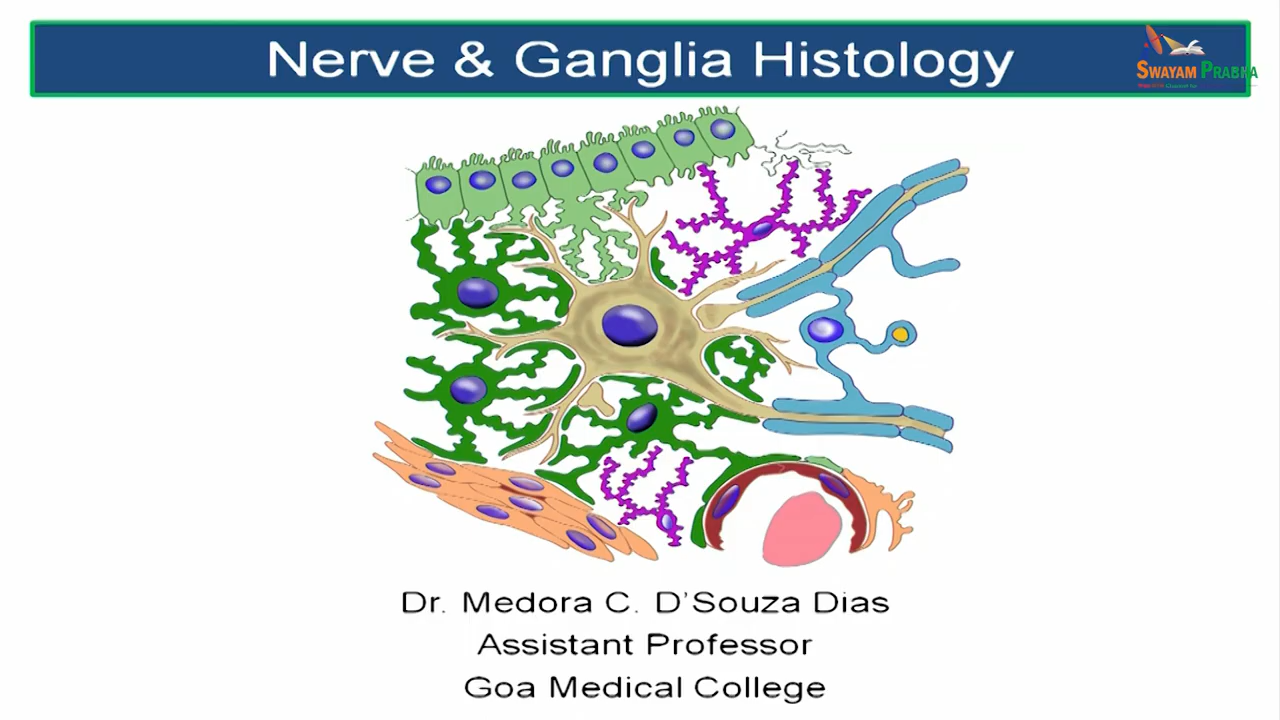 Nerve & Ganglia Histology
SWAYAM PRABHA
Dr. Medora C. D'Souza Dias
Assistant Professor
Goa Medical College